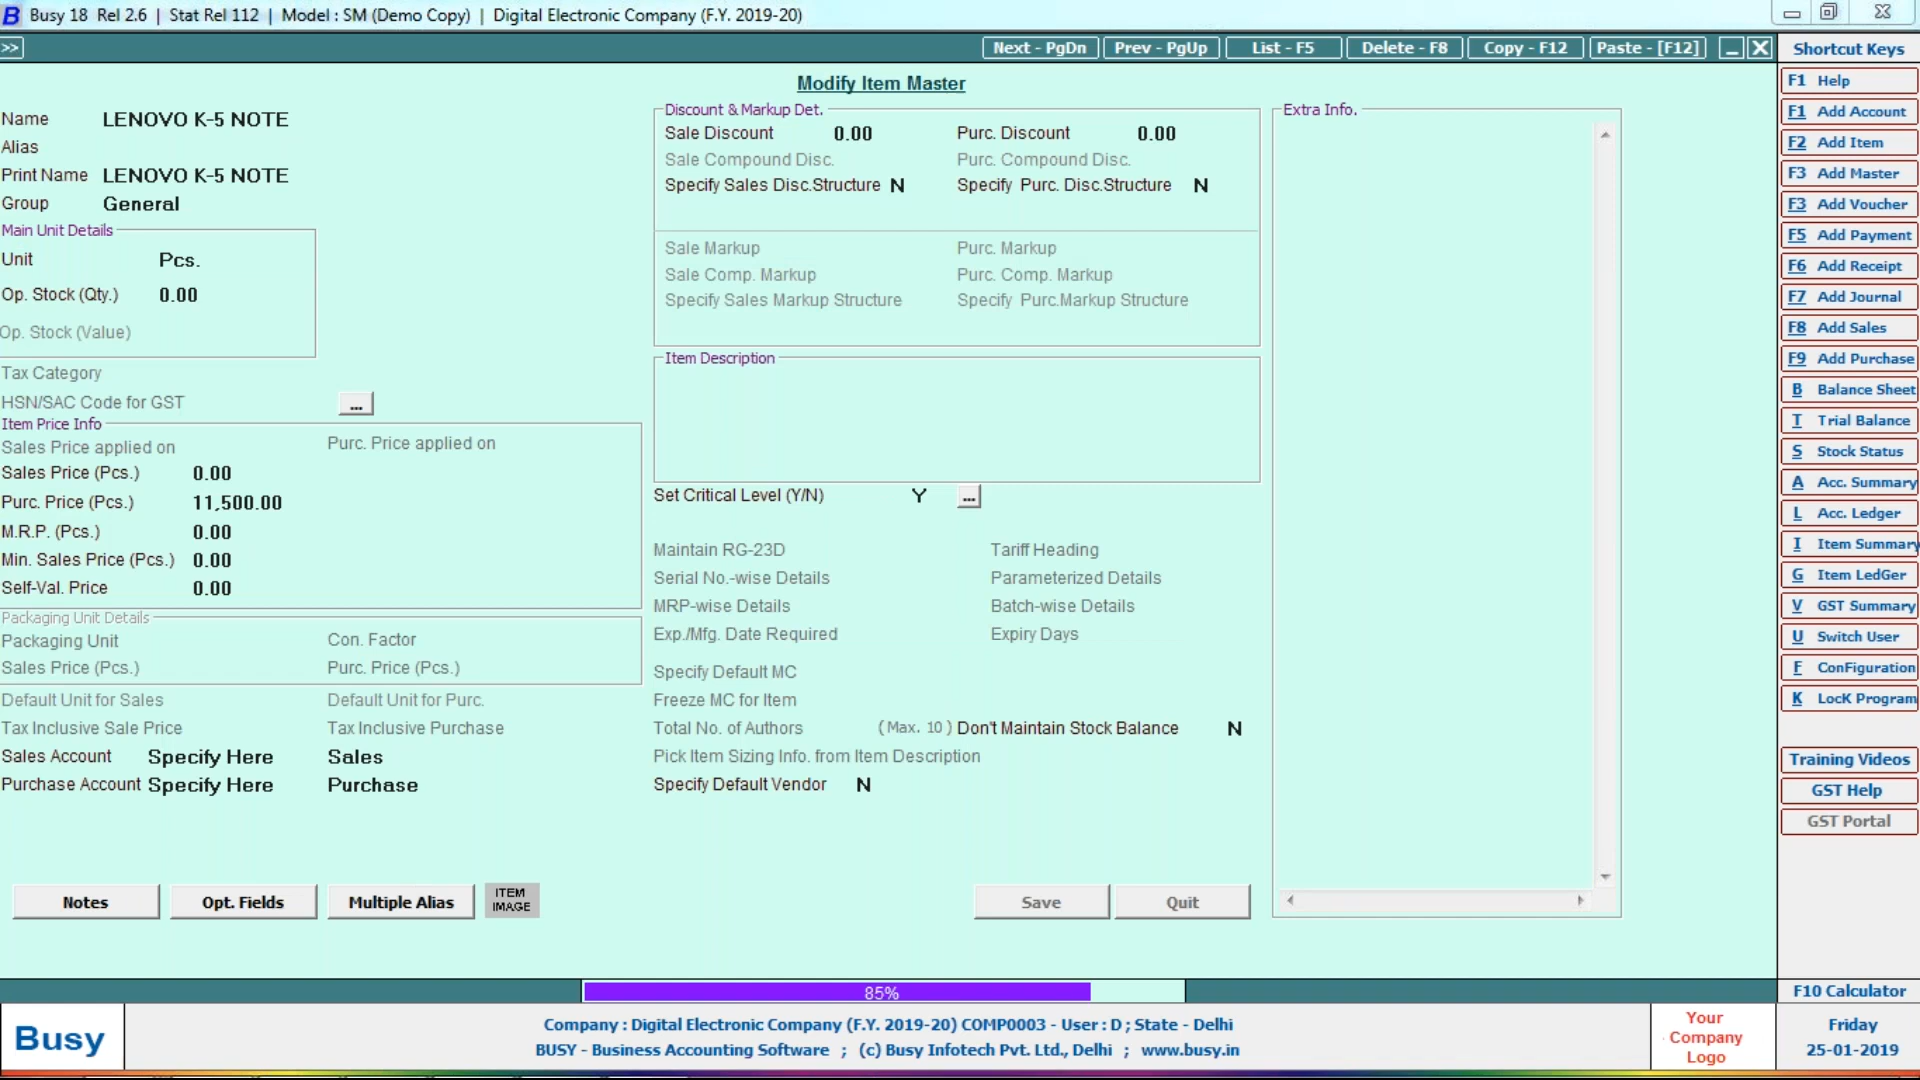 Busy 18 Rel 2.6 | Stat Rel 112 | Model : SM (Demo Copy) | Digital Electronic Company (F.Y. 2019-20)
>> Next - PgDn Prev - PgUp List - F5 Delete - F8 Copy - F12 Paste - [F12]
Modify Item Master
Name LENOVO K-5 NOTE
Alias
Print Name LENOVO K-5 NOTE
Group General
Main Unit Details
Unit Pcs.
Op. Stock (Qty.) 0.00
Op. Stock (Value)
Tax Category
HSN/SAC Code for GST ...
Item Price Info
Sales Price applied on Purc. Price applied on
Sales Price (Pcs.) 0.00
Purc. Price (Pcs.) 11,500.00
M.R.P. (Pcs.) 0.00
Min. Sales Price (Pcs.) 0.00
Self-Val. Price 0.00
Packaging Unit Details
Packaging Unit Con. Factor
Sales Price (Pcs.) Purc. Price (Pcs.)
Default Unit for Sales Default Unit for Purc.
Tax Inclusive Sale Price Tax Inclusive Purchase
Sales Account Specify Here Sales
Purchase Account Specify Here Purchase
Notes Opt. Fields Multiple Alias ITEM IMAGE
Discount & Markup Det.
Sale Discount 0.00 Purc. Discount 0.00
Sale Compound Disc. Purc. Compound Disc.
Specify Sales Disc.Structure N Specify Purc. Disc.Structure N
Sale Markup Purc. Markup
Sale Comp. Markup Purc. Comp. Markup
Specify Sales Markup Structure Specify Purc.Markup Structure
Item Description
Set Critical Level (Y/N) Y ...
Maintain RG-23D Tariff Heading
Serial No.-wise Details Parameterized Details
MRP-wise Details Batch-wise Details
Exp./Mfg. Date Required Expiry Days
Specify Default MC
Freeze MC for Item
Total No. of Authors (Max. 10) Don't Maintain Stock Balance N
Pick Item Sizing Info. from Item Description
Specify Default Vendor N
Save Quit
Extra Info.
Shortcut Keys
F1 Help
F1 Add Account
F2 Add Item
F3 Add Master
F3 Add Voucher
F5 Add Payment
F6 Add Receipt
F7 Add Journal
F8 Add Sales
F9 Add Purchase
B Balance Sheet
T Trial Balance
S Stock Status
A Acc. Summary
L Acc. Ledger
I Item Summary
G Item LedGer
V GST Summary
U Switch User
F ConFiguration
K LocK Program
Training Videos
GST Help
GST Portal
F10 Calculator
85%
Busy
Company : Digital Electronic Company (F.Y. 2019-20) COMP0003 - User : D ; State - Delhi
BUSY - Business Accounting Software ; (c) Busy Infotech Pvt. Ltd., Delhi ; www.busy.in
Your
Company
Logo
Friday
25-01-2019